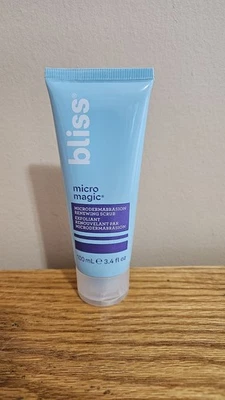 bliss®
micro
magic®
MICRODERMABRASION
RENEWING SCRUB
EXFOLIANT
RENOUVELANT PAR
MICRODERMABRASION
100 mL ℮ 3.4 fl oz